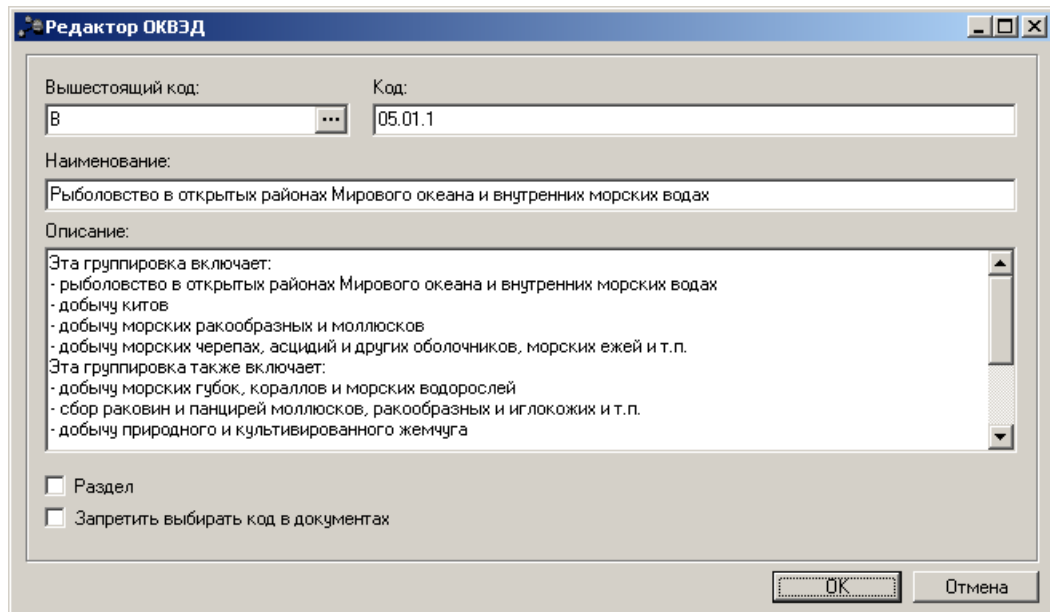 Редактор ОКВЭД
Вышестоящий код: Код:
В ... 05.01.1
Наименование:
Рыболовство в открытых районах Мирового океана и внутренних морских водах
Описание:
Эта группировка включает:
- рыболовство в открытых районах Мирового океана и внутренних морских водах
- добычу китов
- добычу морских ракообразных и моллюсков
- добычу морских черепах, асцидий и других оболочников, морских ежей и т.п.
Эта группировка также включает:
- добычу морских губок, кораллов и морских водорослей
- сбор раковин и панцирей моллюсков, ракообразных и иглокожих и т.п.
- добычу природного и культивированного жемчуга
Раздел
Запретить выбирать код в документах
OK Отмена